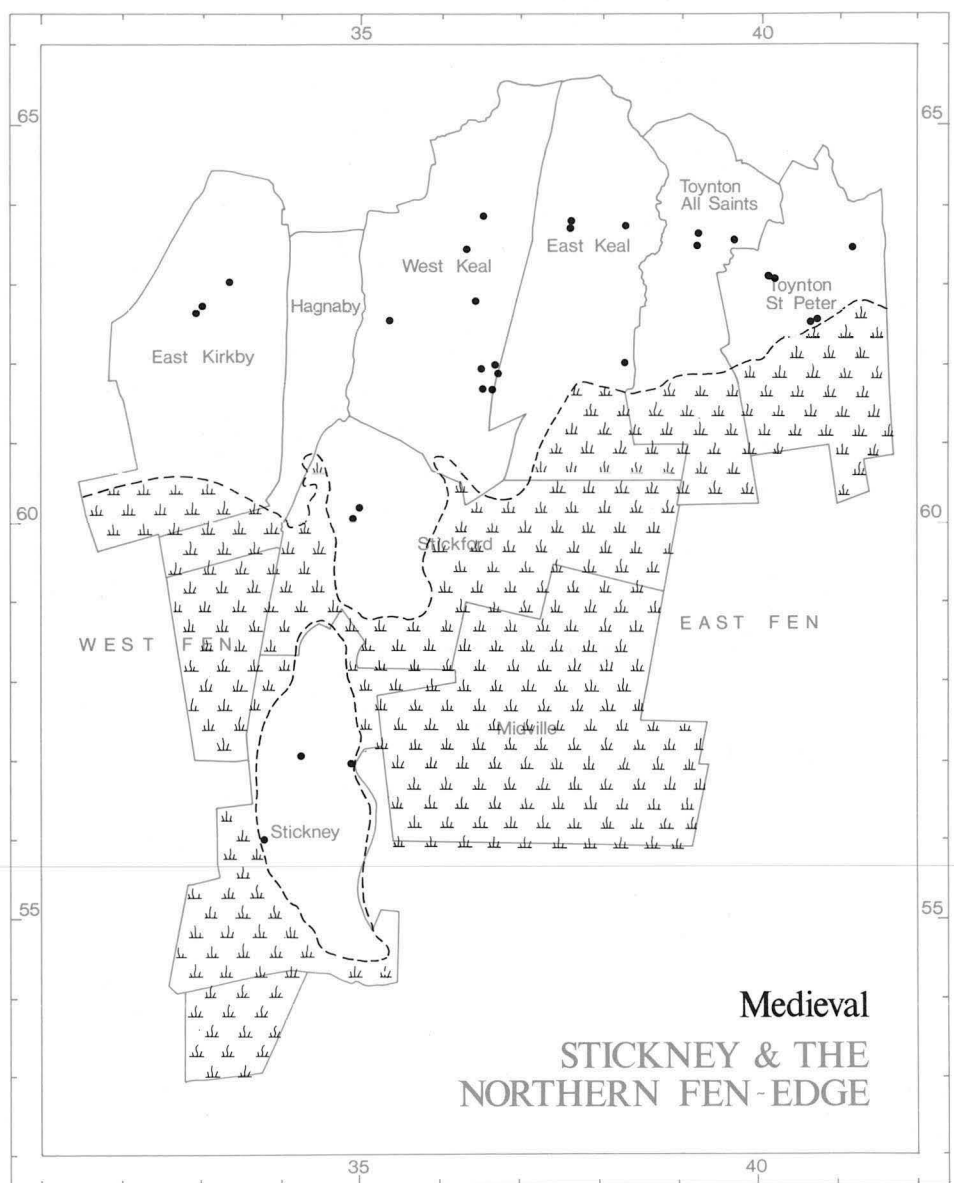 35
40
65
65
Toynton
All Saints
East Keal
West Keal
Hagnaby
Toynton
St Peter
East Kirkby
60
60
Stickford
EAST FEN
WEST FEN
Midville
Stickney
55
55
Medieval
STICKNEY & THE
NORTHERN FEN-EDGE
35
40